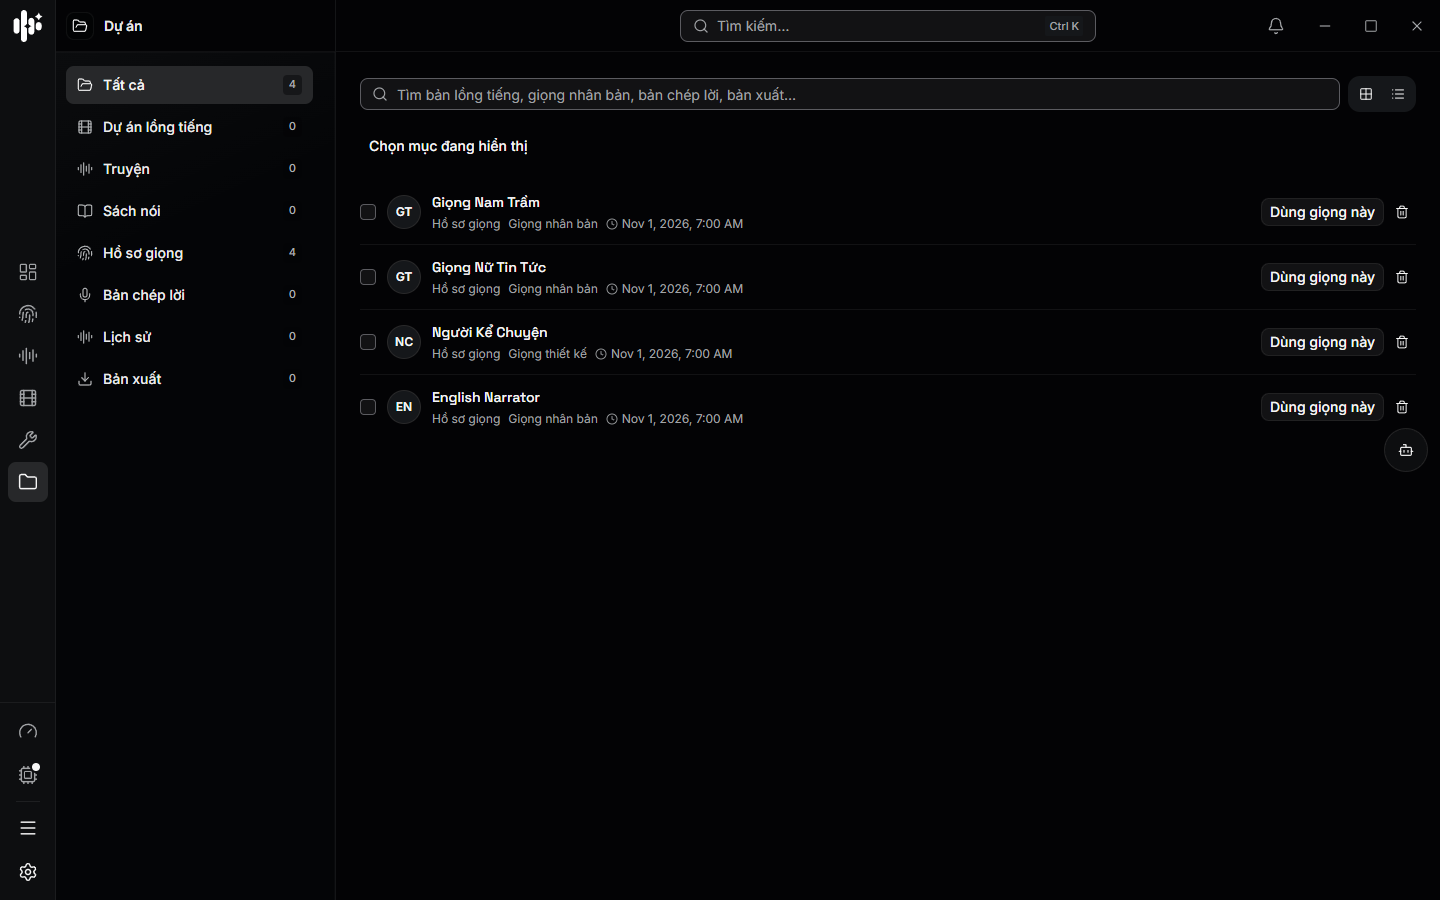 Dự án
Tìm kiếm...
Ctrl K
Tất cả
4
Dự án lồng tiếng
0
Truyện
0
Sách nói
0
Hồ sơ giọng
4
Bản chép lời
0
Lịch sử
0
Bản xuất
0
Tìm bản lồng tiếng, giọng nhân bản, bản chép lời, bản xuất...
Chọn mục đang hiển thị
GT
Giọng Nam Trầm
Hồ sơ giọng Giọng nhân bản Nov 1, 2026, 7:00 AM
Dùng giọng này
GT
Giọng Nữ Tin Tức
Hồ sơ giọng Giọng nhân bản Nov 1, 2026, 7:00 AM
Dùng giọng này
NC
Người Kể Chuyện
Hồ sơ giọng Giọng thiết kế Nov 1, 2026, 7:00 AM
Dùng giọng này
EN
English Narrator
Hồ sơ giọng Giọng nhân bản Nov 1, 2026, 7:00 AM
Dùng giọng này